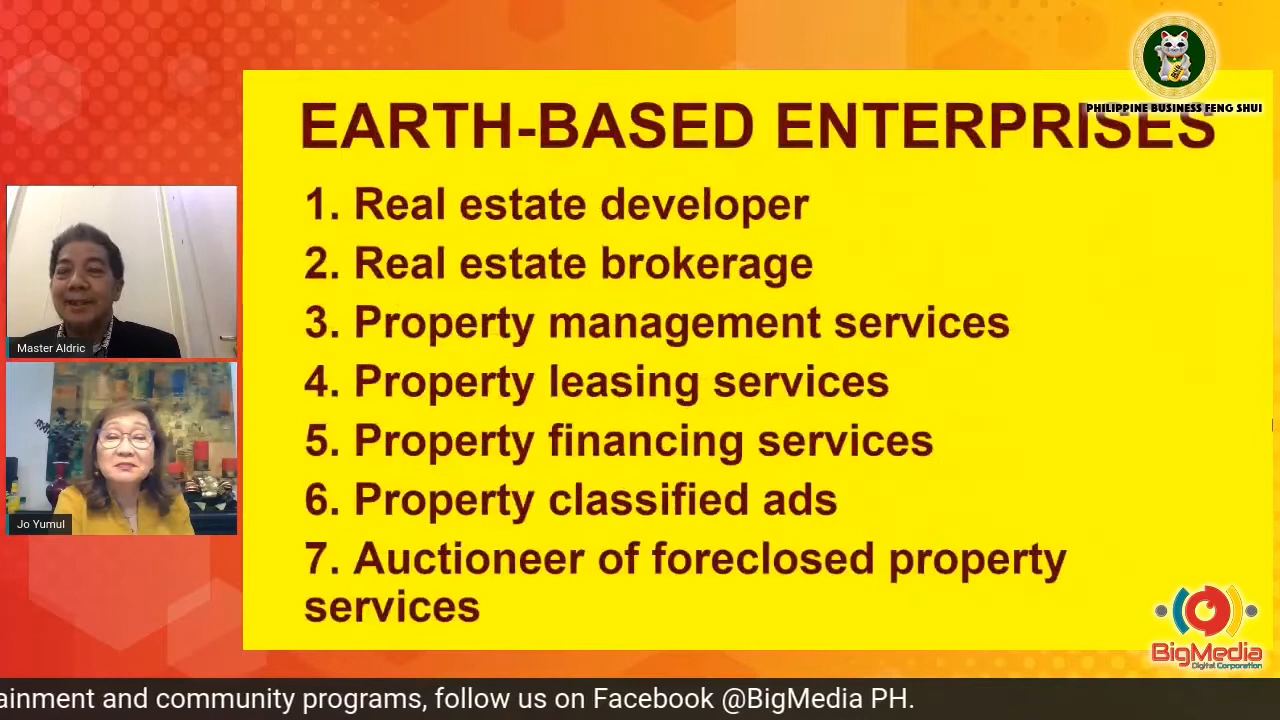 PHILIPPINE BUSINESS FENG SHUI
EARTH-BASED ENTERPRISES
1. Real estate developer
2. Real estate brokerage
3. Property management services
4. Property leasing services
5. Property financing services
6. Property classified ads
7. Auctioneer of foreclosed property
services
Master Aldric
Jo Yumul
BigMedia
Digital Corporation
ainment and community programs, follow us on Facebook @BigMedia PH.